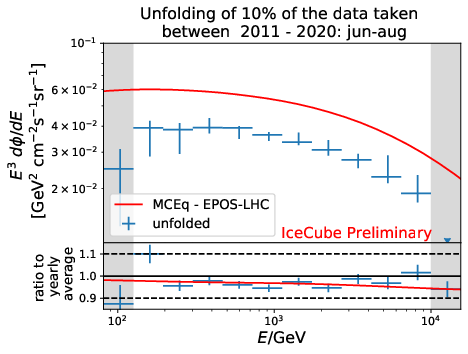 Unfolding of 10% of the data taken
between 2011 - 2020: jun-aug
10⁻¹
6 × 10⁻²
4 × 10⁻²
3 × 10⁻²
2 × 10⁻²
E³ dϕ/dE
[GeV² cm⁻²s⁻¹sr⁻¹]
MCEq - EPOS-LHC
unfolded
IceCube Preliminary
1.1
1.0
0.9
ratio to
yearly
average
10²
10³
10⁴
E/GeV